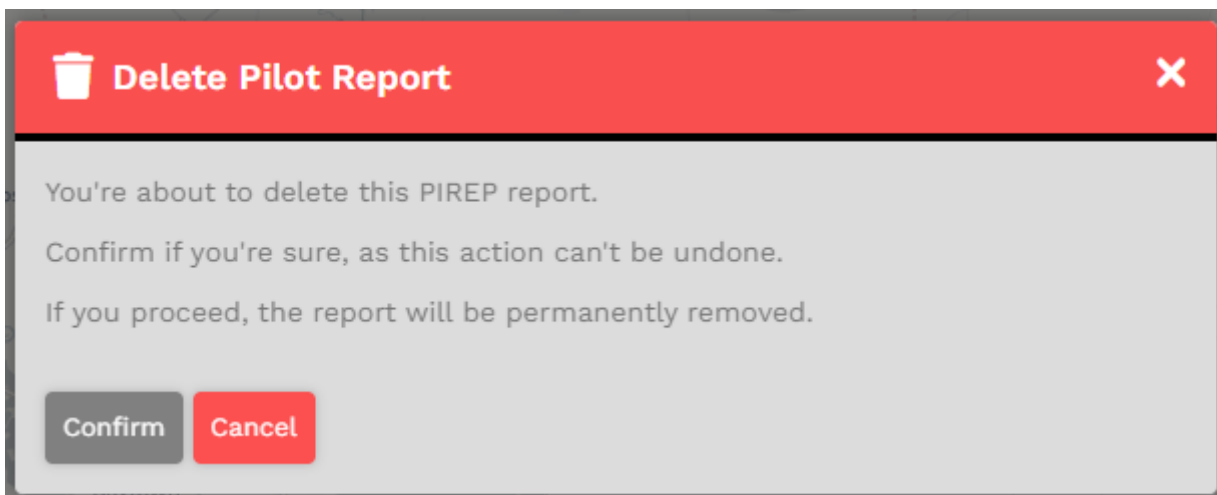 Delete Pilot Report
You're about to delete this PIREP report.
Confirm if you're sure, as this action can't be undone.
If you proceed, the report will be permanently removed.
Confirm
Cancel